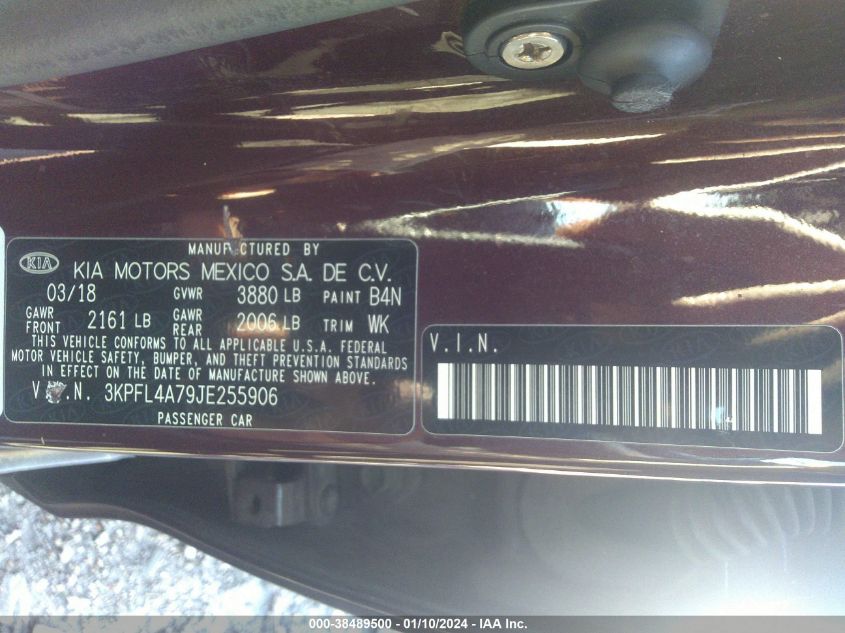 MANUFACTURED BY
KIA KIA MOTORS MEXICO S.A. DE C.V.
03/18 GVWR 3880 LB PAINT B4N
GAWR FRONT 2161 LB GAWR REAR 2006 LB TRIM WK
THIS VEHICLE CONFORMS TO ALL APPLICABLE U.S.A. FEDERAL
MOTOR VEHICLE SAFETY, BUMPER, AND THEFT PREVENTION STANDARDS
IN EFFECT ON THE DATE OF MANUFACTURE SHOWN ABOVE.
V.I.N. 3KPFL4A79JE255906
PASSENGER CAR
V.I.N.
000-38489500 - 01/10/2024 - IAA Inc.